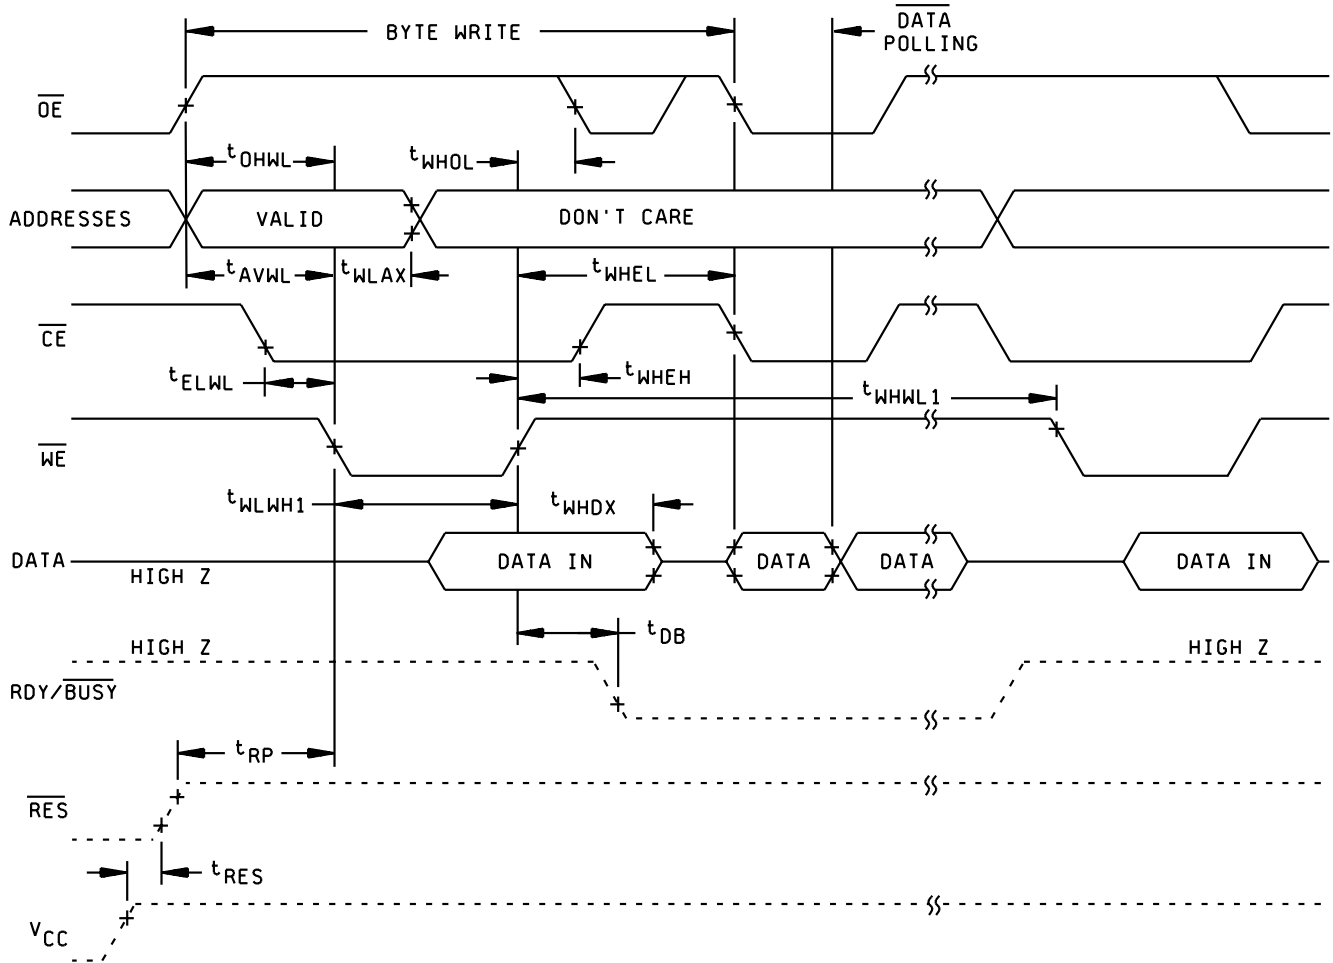 BYTE WRITE
DATA
POLLING
OE
tOHWL
tWHOL
ADDRESSES
VALID
DON'T CARE
tAVWL
tWLAX
tWHEL
CE
tELWL
tWHEH
tWHWL1
WE
tWLWH1
tWHDX
DATA
HIGH Z
DATA IN
DATA
DATA
DATA IN
tDB
HIGH Z
HIGH Z
RDY/BUSY
tRP
RES
tRES
VCC